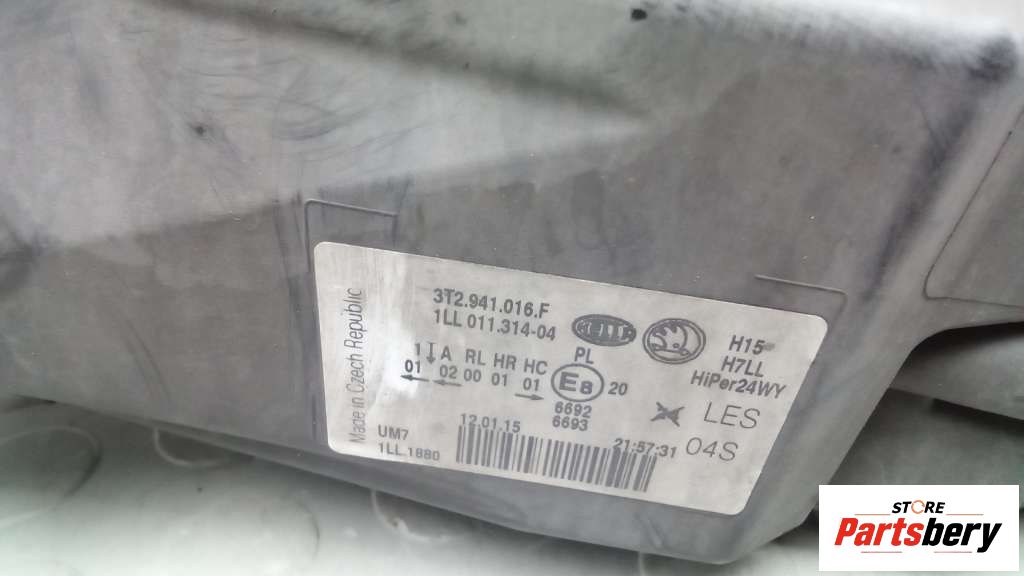 Made in Czech Republic
3T2.941.016.F
1LL 011.314-04
HELLA
H15
H7LL
HiPer24WY
1 A RL HR HC PL
01 02 00 01 01 E8 20
6692
6693
LES
04S
UM7
12.01.15
21:57:31
1LL.1880
STORE
Partsbery